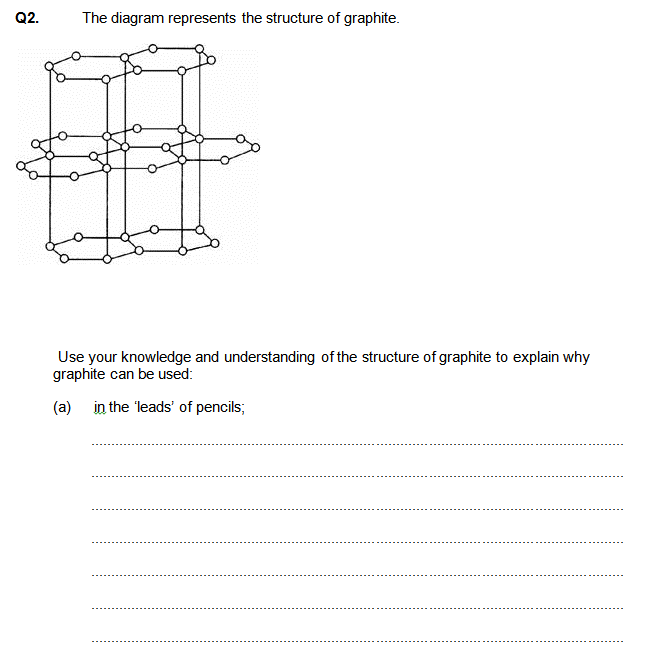 Q2. The diagram represents the structure of graphite.
Use your knowledge and understanding of the structure of graphite to explain why
graphite can be used:
(a) in the ‘leads’ of pencils;